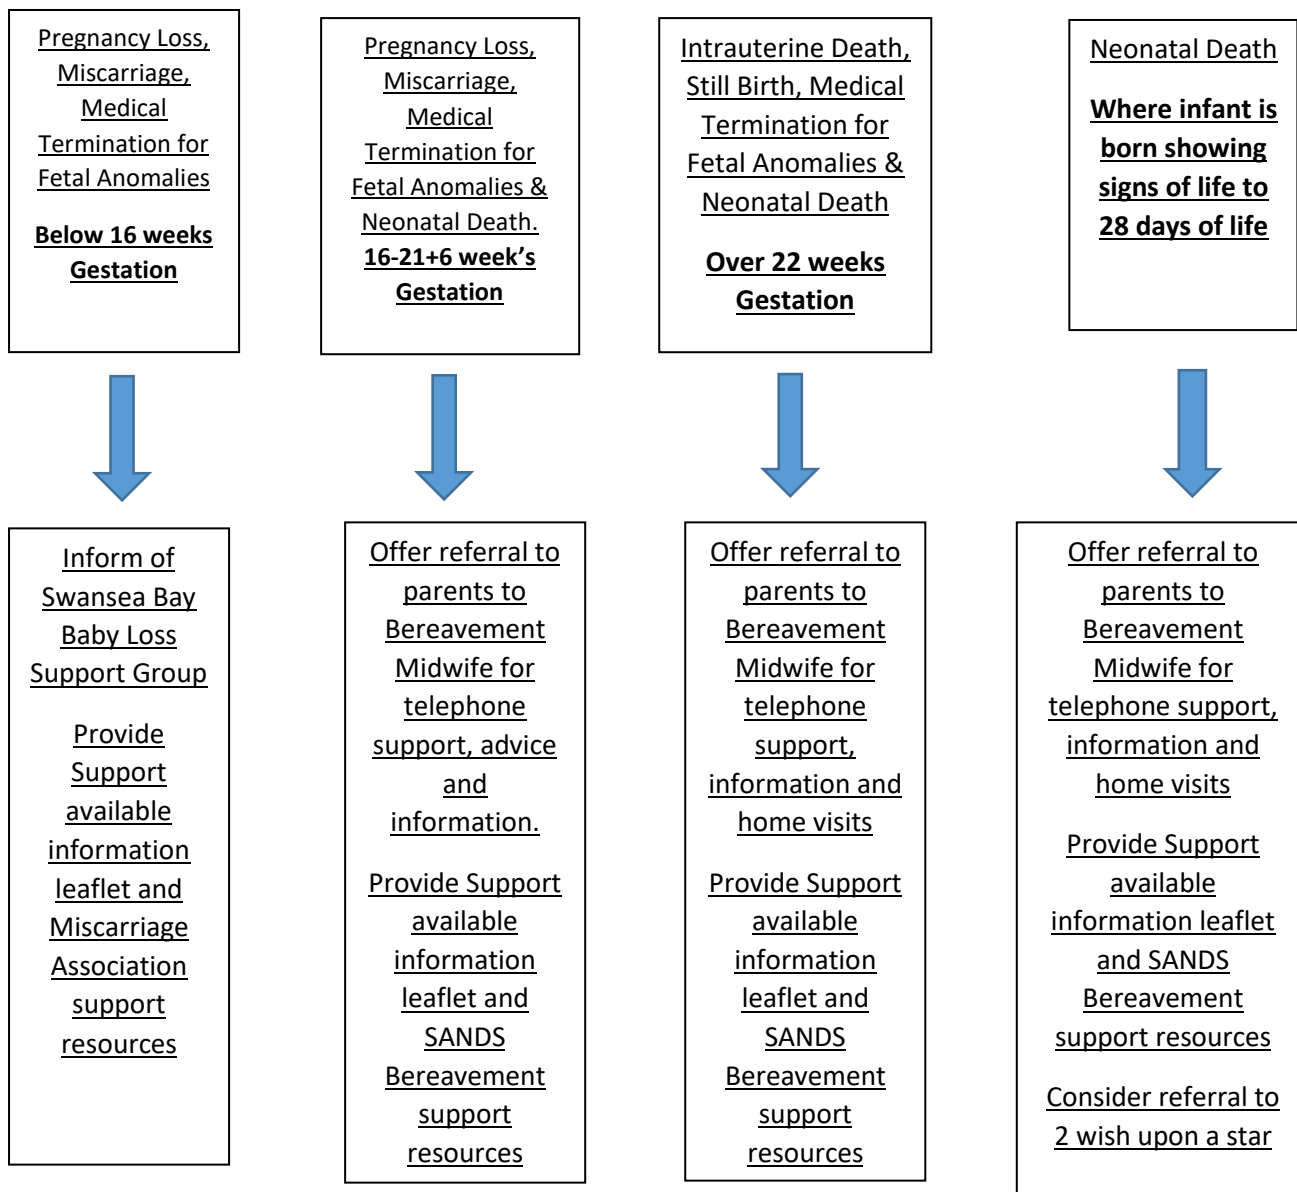 Pregnancy Loss,
Miscarriage,
Medical
Termination for
Fetal Anomalies
Below 16 weeks
Gestation
Pregnancy Loss,
Miscarriage,
Medical
Termination for
Fetal Anomalies &
Neonatal Death.
16-21+6 week’s
Gestation
Intrauterine Death,
Still Birth, Medical
Termination for
Fetal Anomalies &
Neonatal Death
Over 22 weeks
Gestation
Neonatal Death
Where infant is
born showing
signs of life to
28 days of life
Inform of
Swansea Bay
Baby Loss
Support Group
Provide
Support
available
information
leaflet and
Miscarriage
Association
support
resources
Offer referral to
parents to
Bereavement
Midwife for
telephone
support, advice
and
information.
Provide Support
available
information
leaflet and
SANDS
Bereavement
support
resources
Offer referral to
parents to
Bereavement
Midwife for
telephone
support,
information and
home visits
Provide Support
available
information
leaflet and
SANDS
Bereavement
support
resources
Offer referral to
parents to
Bereavement
Midwife for
telephone support,
information and
home visits
Provide Support
available
information leaflet
and SANDS
Bereavement
support resources
Consider referral to
2 wish upon a star